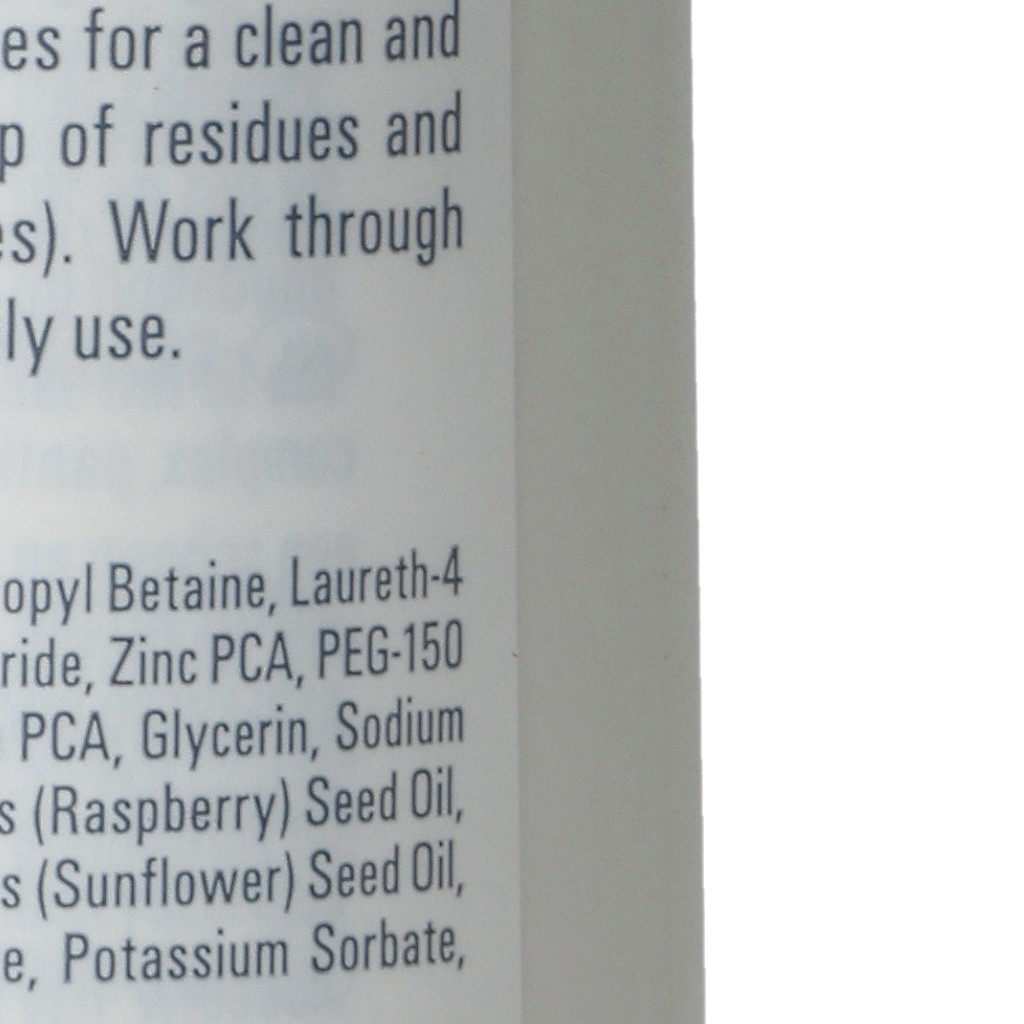 es for a clean and
p of residues and
es). Work through
ly use.
opyl Betaine, Laureth-4
ride, Zinc PCA, PEG-150
PCA, Glycerin, Sodium
s (Raspberry) Seed Oil,
s (Sunflower) Seed Oil,
e, Potassium Sorbate,